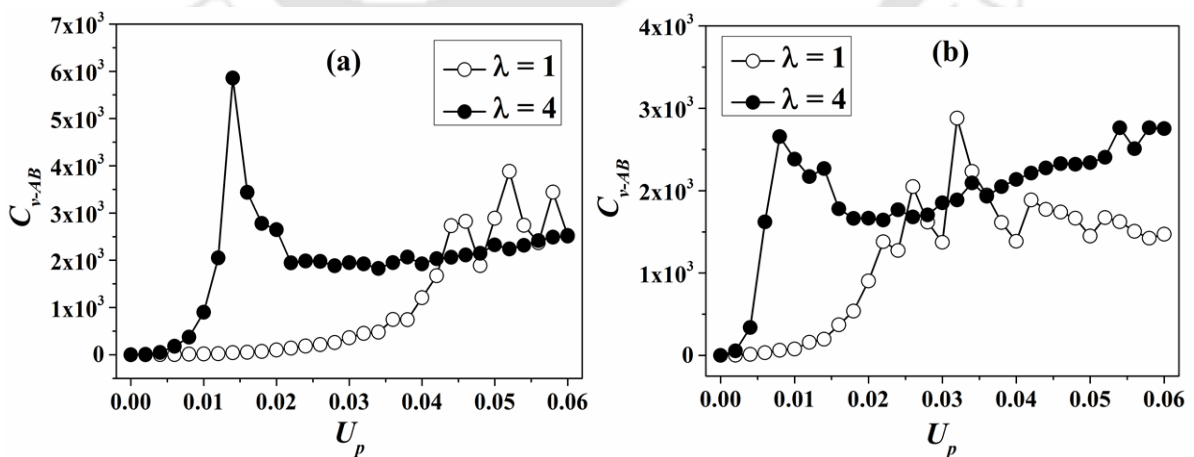 (a)
λ = 1
λ = 4
7x10³
6x10³
5x10³
4x10³
3x10³
2x10³
1x10³
0
C_v-AB
0.00 0.01 0.02 0.03 0.04 0.05 0.06
U_p
(b)
λ = 1
λ = 4
4x10³
3x10³
2x10³
1x10³
0
C_v-AB
0.00 0.01 0.02 0.03 0.04 0.05 0.06
U_p